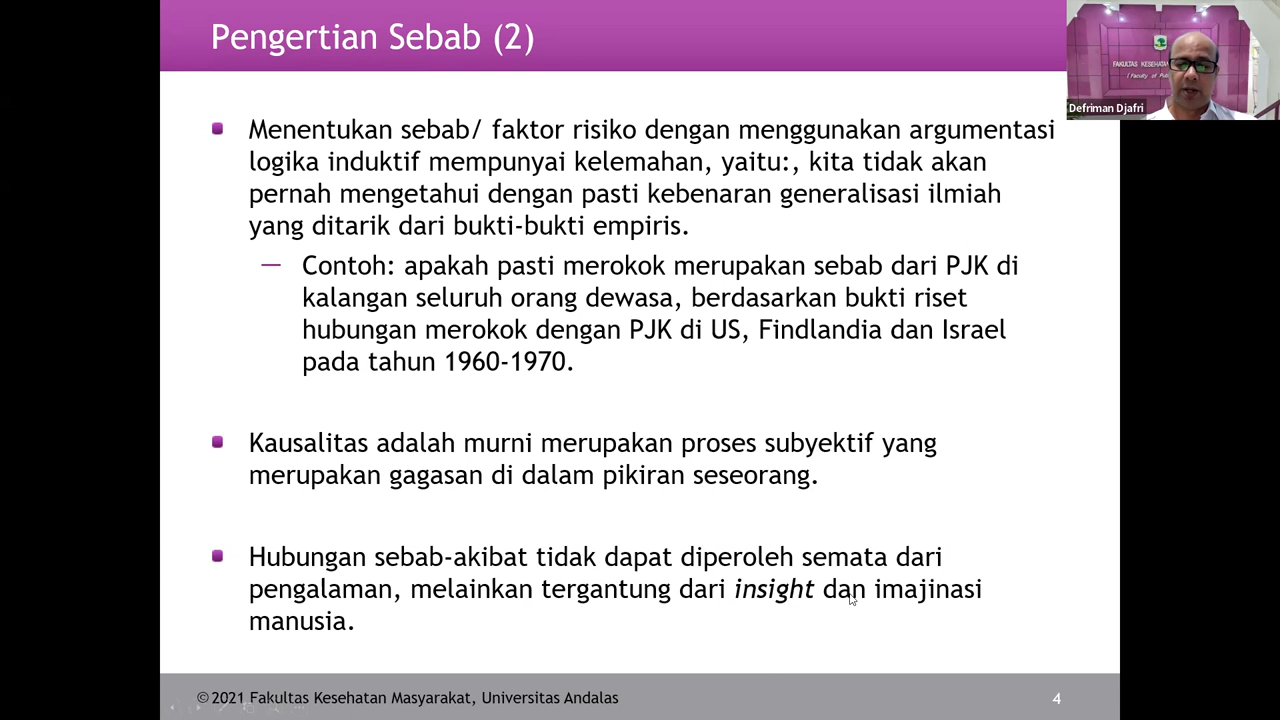 Pengertian Sebab (2)
FAKULTAS KESEHAT
(Faculty of Pub
Defriman Djafri
Menentukan sebab/ faktor risiko dengan menggunakan argumentasi
logika induktif mempunyai kelemahan, yaitu:, kita tidak akan
pernah mengetahui dengan pasti kebenaran generalisasi ilmiah
yang ditarik dari bukti-bukti empiris.
— Contoh: apakah pasti merokok merupakan sebab dari PJK di
kalangan seluruh orang dewasa, berdasarkan bukti riset
hubungan merokok dengan PJK di US, Findlandia dan Israel
pada tahun 1960-1970.
Kausalitas adalah murni merupakan proses subyektif yang
merupakan gagasan di dalam pikiran seseorang.
Hubungan sebab-akibat tidak dapat diperoleh semata dari
pengalaman, melainkan tergantung dari insight dan imajinasi
manusia.
©2021 Fakultas Kesehatan Masyarakat, Universitas Andalas
4